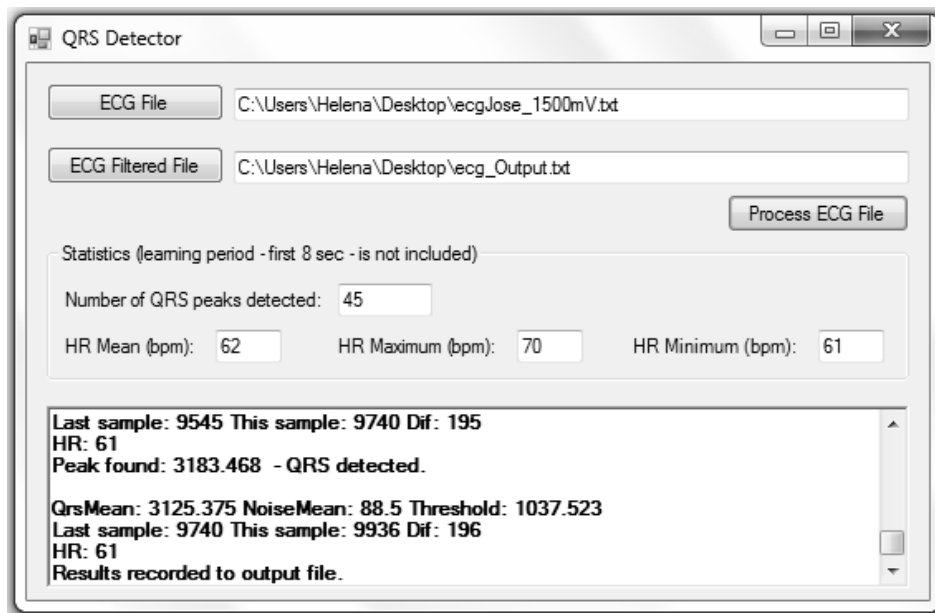 QRS Detector
ECG File C:\Users\Helena\Desktop\ecgJose_1500mV.txt
ECG Filtered File C:\Users\Helena\Desktop\ecg_Output.txt
Process ECG File
Statistics (learning period - first 8 sec - is not included)
Number of QRS peaks detected: 45
HR Mean (bpm): 62 HR Maximum (bpm): 70 HR Minimum (bpm): 61
Last sample: 9545 This sample: 9740 Dif: 195
HR: 61
Peak found: 3183.468 - QRS detected.
QrsMean: 3125.375 NoiseMean: 88.5 Threshold: 1037.523
Last sample: 9740 This sample: 9936 Dif: 196
HR: 61
Results recorded to output file.